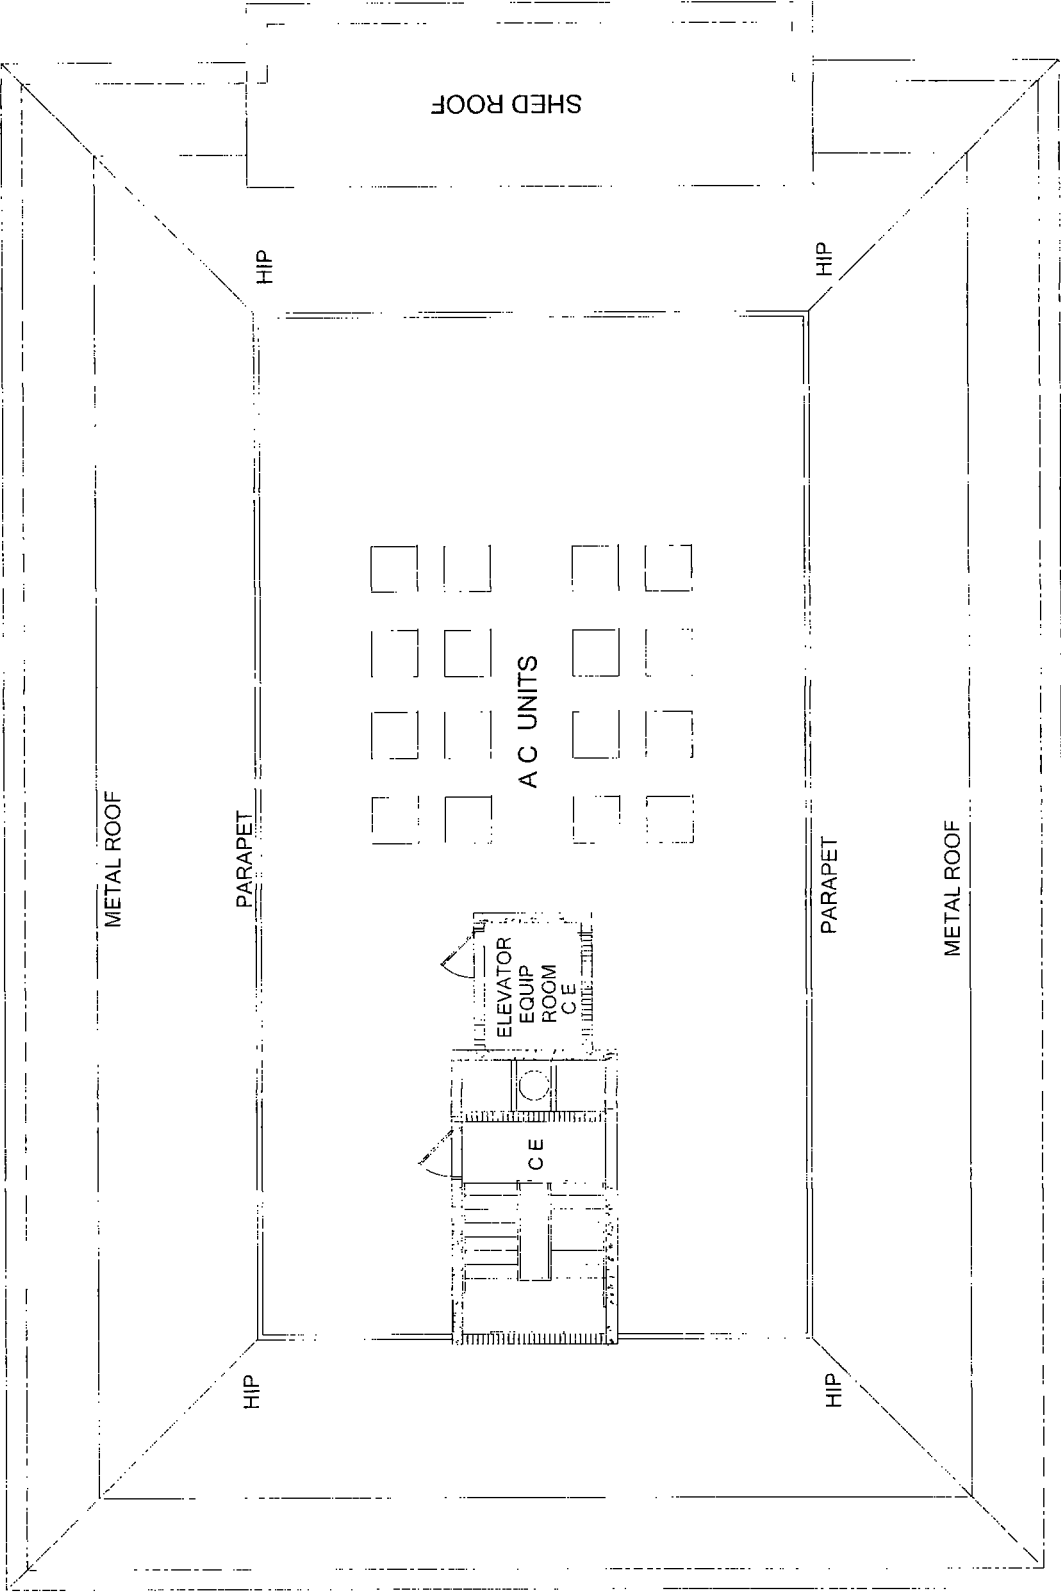 SHED ROOF
HIP
HIP
METAL ROOF
PARAPET
A C UNITS
PARAPET
METAL ROOF
ELEVATOR
EQUIP
ROOM
C E
C E
HIP
HIP